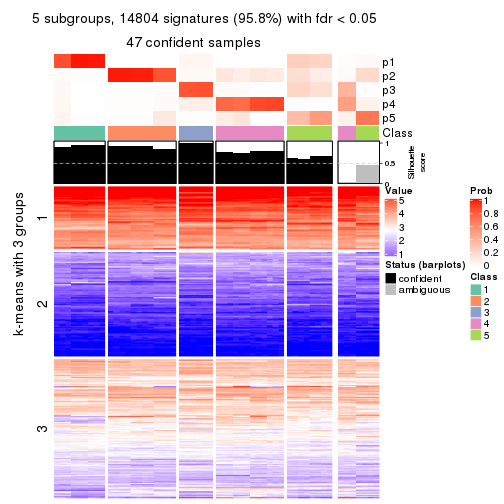 5 subgroups, 14804 signatures (95.8%) with fdr < 0.05
47 confident samples
p1
p2
p3
p4
p5
Class
1
0.5
0
Silhouette
score
k-means with 3 groups
1
2
3
Value
5
4
3
2
1
Status (barplots)
confident
ambiguous
Prob
1
0.8
0.6
0.4
0.2
0
Class
1
2
3
4
5